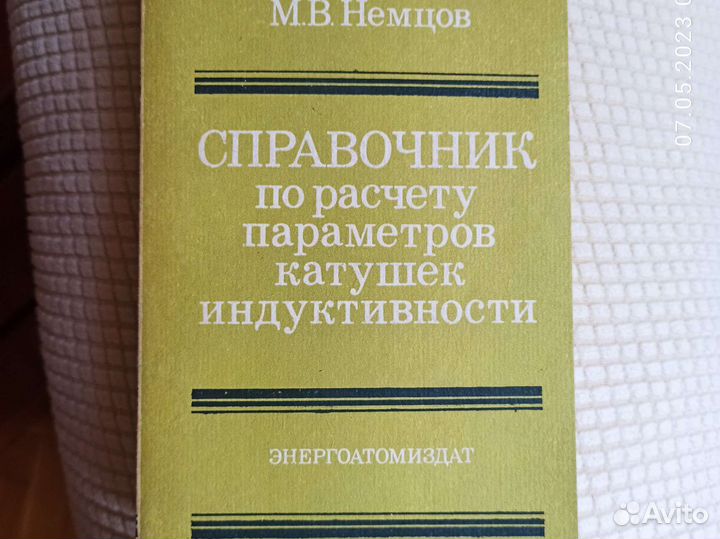 М.В. Немцов
СПРАВОЧНИК
по расчету
параметров
катушек
индуктивности
ЭНЕРГОАТОМИЗДАТ
07.05.2023
Avito